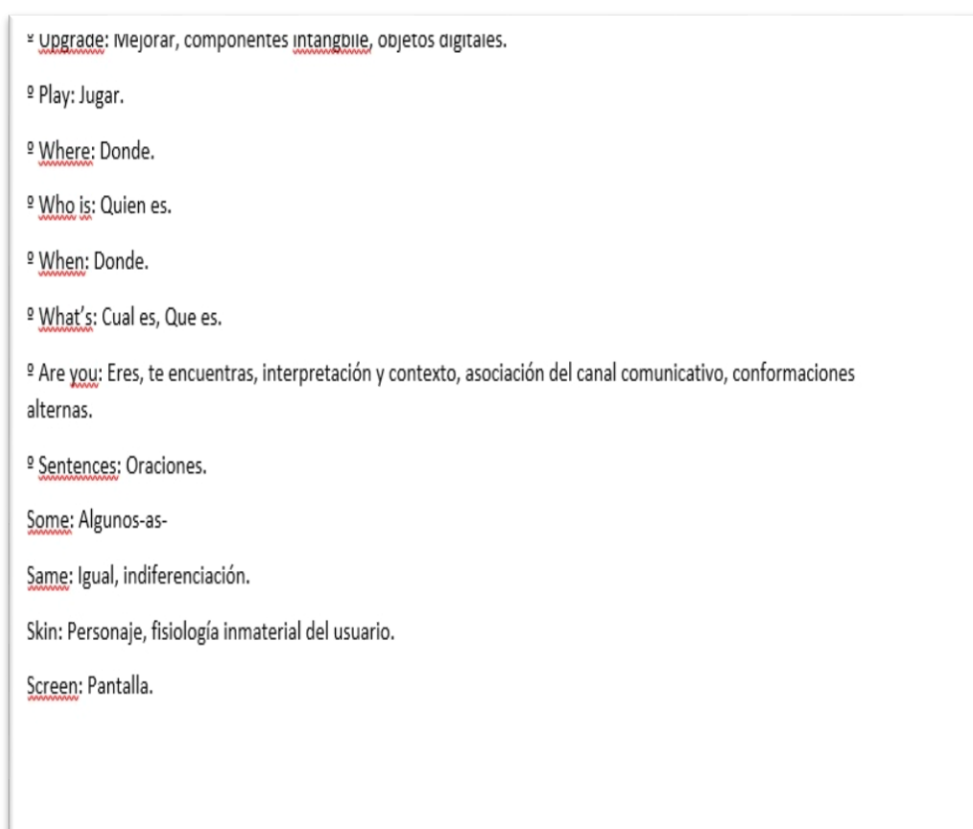 º Upgrade: Mejorar, componentes intangbile, objetos digitales.
º Play: Jugar.
º Where: Donde.
º Who is: Quien es.
º When: Donde.
º What’s: Cual es, Que es.
º Are you: Eres, te encuentras, interpretación y contexto, asociación del canal comunicativo, conformaciones
alternas.
º Sentences: Oraciones.
Some: Algunos-as-
Same: Igual, indiferenciación.
Skin: Personaje, fisiología inmaterial del usuario.
Screen: Pantalla.